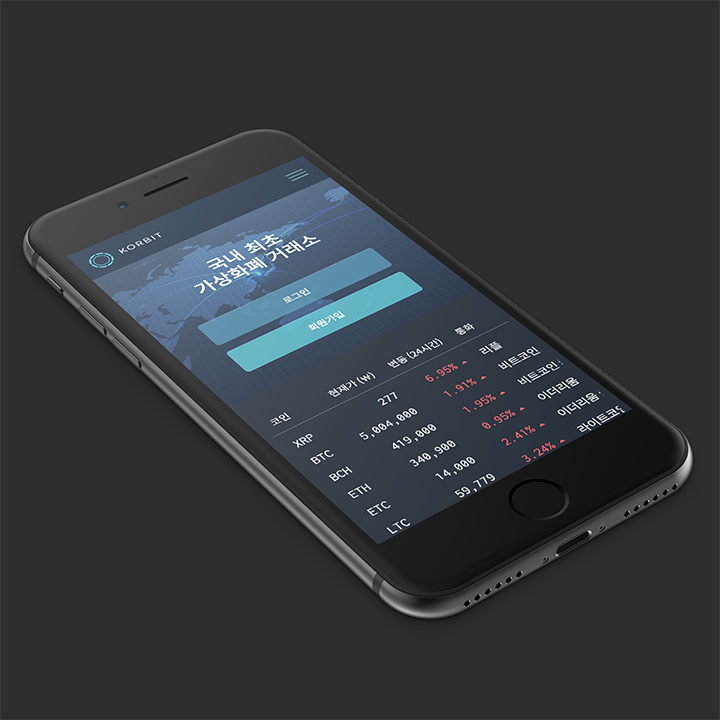 KORBIT
국내 최초
가상화폐 거래소
로그인
회원가입
코인 현재가 (₩) 변동 (24시간) 통화
XRP 277 6.95% 리플
BTC 5,004,000 1.91% 비트코인
BCH 419,000 1.95% 비트코인
ETH 340,900 0.95% 이더리움
ETC 14,000 2.41% 이더리움
LTC 59,779 3.24% 라이트코인